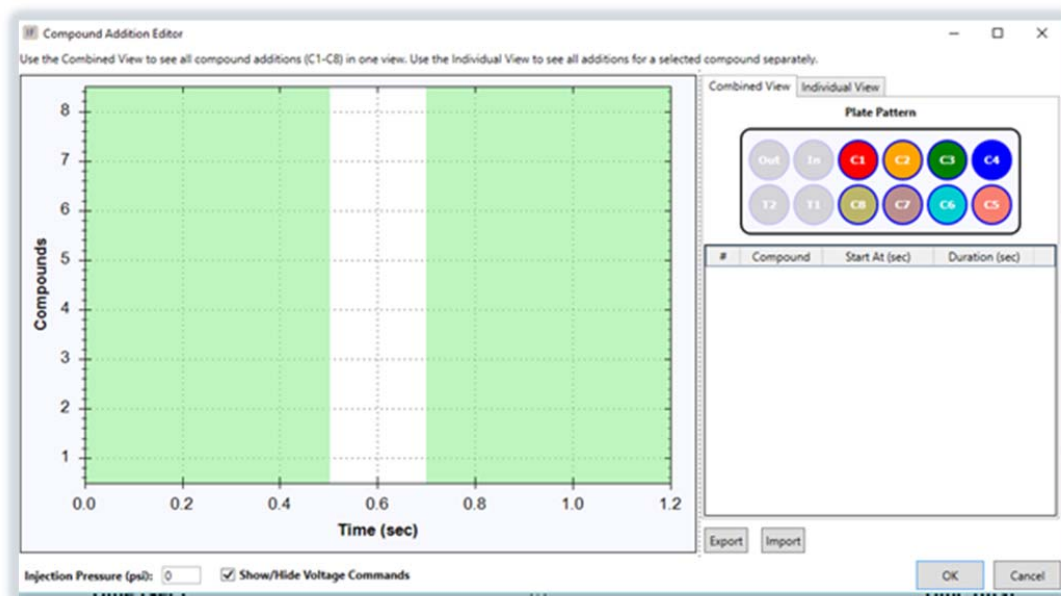 IF Compound Addition Editor
Use the Combined View to see all compound additions (C1-C8) in one view. Use the Individual View to see all additions for a selected compound separately.
Combined View Individual View
Plate Pattern
Out In C1 C2 C3 C4
T2 T1 C8 C7 C6 C5
# Compound Start At (sec) Duration (sec)
Compounds
8
7
6
5
4
3
2
1
0.0 0.2 0.4 0.6 0.8 1.0 1.2
Time (sec)
Export Import
Injection Pressure (psi): 0 Show/Hide Voltage Commands
OK Cancel